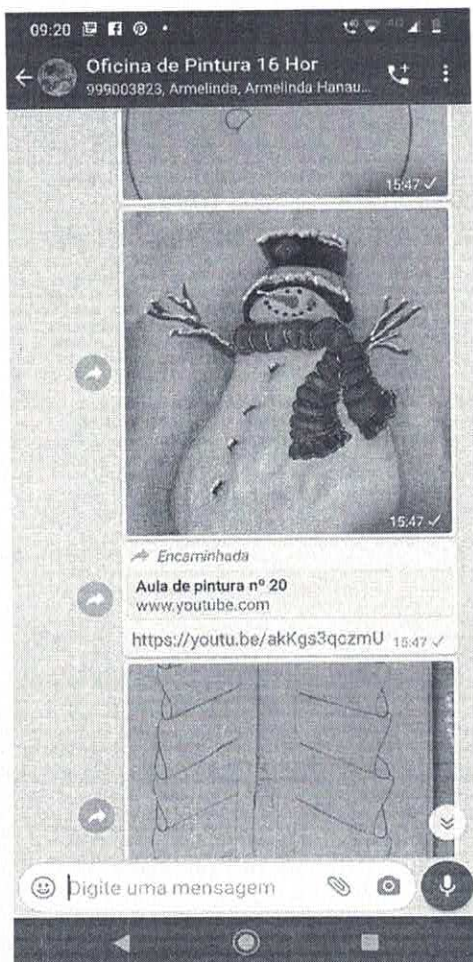 09:20
Oficina de Pintura 16 Hor
999003823, Armelinda, Armelinda Hanau...
15:47
15:47
Encaminhada
Aula de pintura nº 20
www.youtube.com
https://youtu.be/akKgs3qczmU 15:47
Digite uma mensagem